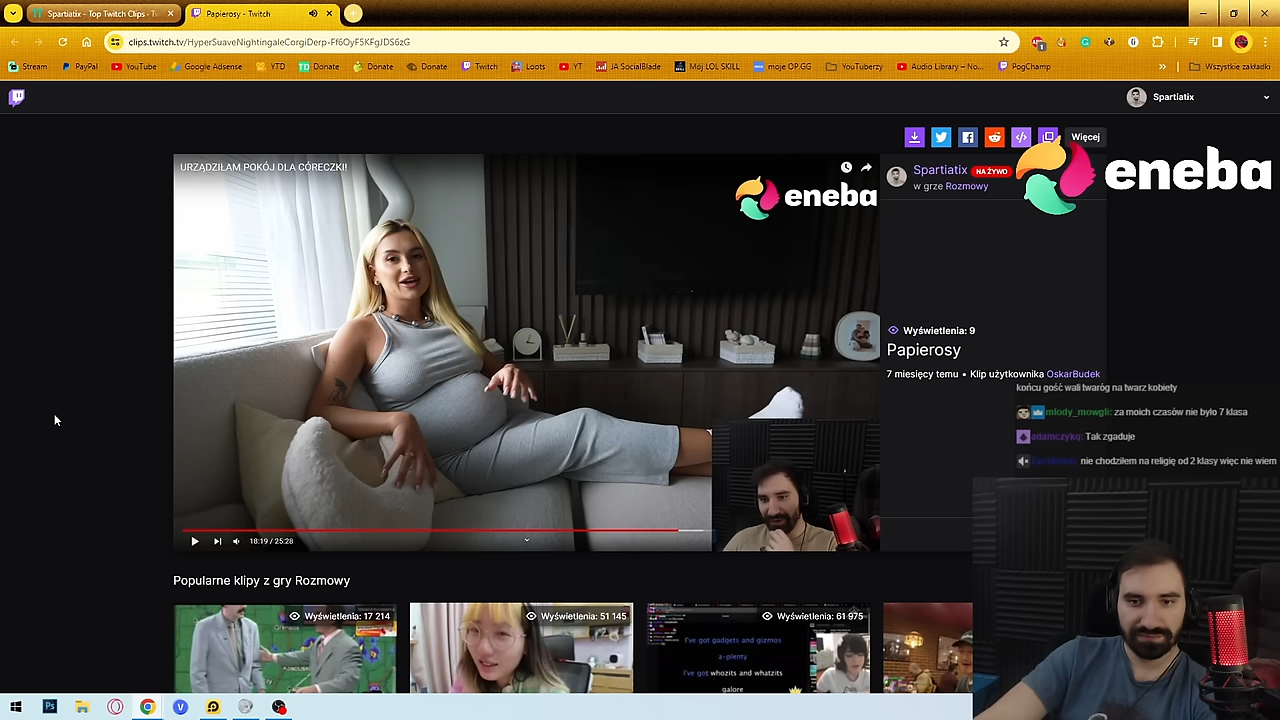 Spartiatix - Top Twitch Clips - T
Papierosy - Twitch
clips.twitch.tv/HyperSuaveNightingaleCorgiDerp-Ff6OyF5KFgJDS6zG
Stream
PayPal
YouTube
Google Adsense
YTD
Donate
Donate
Donate
Twitch
Loots
YT
JA SocialBlade
Mój LOL SKILL
moje OP.GG
YouTuberzy
Audio Library – No...
PogChamp
»
Wszystkie zakładki
Spartiatix
Więcej
URZĄDZIŁAM POKÓJ DLA CÓRECZKI!
eneba
Spartiatix NA ŻYWO
w grze Rozmowy
eneba
Wyświetlenia: 9
Papierosy
7 miesięcy temu • Klip użytkownika OskarBudek
końcu gość wali twaróg na twarz kobiety
mlody_mowgli: za moich czasów nie było 7 klasa
adamczykq: Tak zgaduje
nie chodziłem na religię od 2 klasy więc nie wiem
18:19 / 25:28
Popularne klipy z gry Rozmowy
Wyświetlenia: 17 214
Wyświetlenia: 51 145
Wyświetlenia: 61 975
I've got gadgets and gizmos
a-plenty
I've got whozits and whatzits
galore